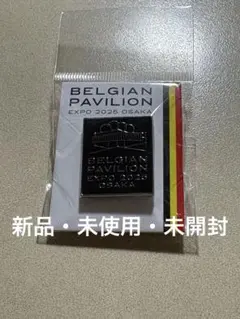 BELGIAN
PAVILION
EXPO 2025 OSAKA
BELGIAN
PAVILION
EXPO 2025
OSAKA
新品・未使用・未開封